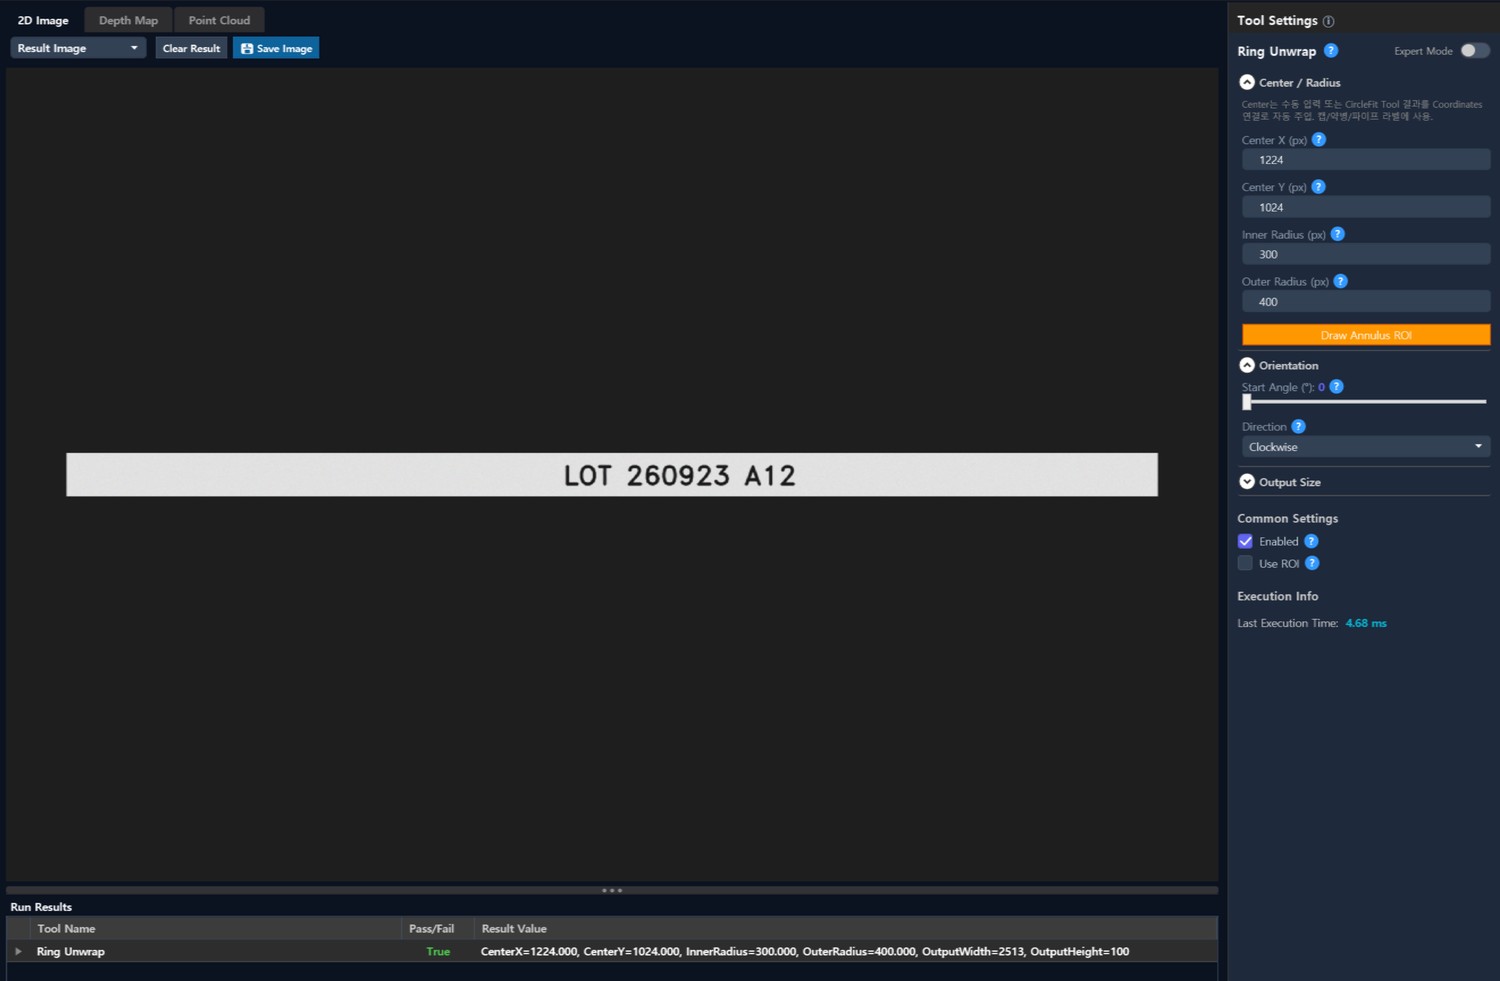 2D Image
Depth Map
Point Cloud
Result Image
Clear Result
Save Image
LOT 260923 A12
Run Results
Tool Name
Pass/Fail
Result Value
Ring Unwrap
True
CenterX=1224.000, CenterY=1024.000, InnerRadius=300.000, OuterRadius=400.000, OutputWidth=2513, OutputHeight=100
Tool Settings
Ring Unwrap
Expert Mode
Center / Radius
Center는 수동 입력 또는 CircleFit Tool 결과를 Coordinates
연결로 자동 주입. 캡/약병/파이프 라벨에 사용.
Center X (px)
1224
Center Y (px)
1024
Inner Radius (px)
300
Outer Radius (px)
400
Draw Annulus ROI
Orientation
Start Angle (°): 0
Direction
Clockwise
Output Size
Common Settings
Enabled
Use ROI
Execution Info
Last Execution Time: 4.68 ms